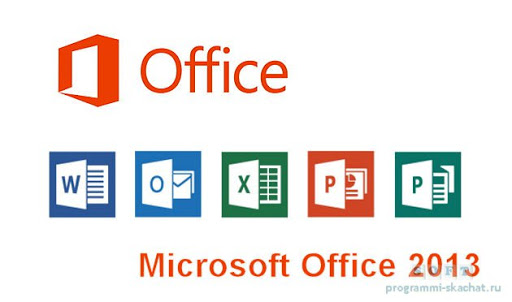 Office
W O X P P
Microsoft Office 2013
programmi-skachat.ru